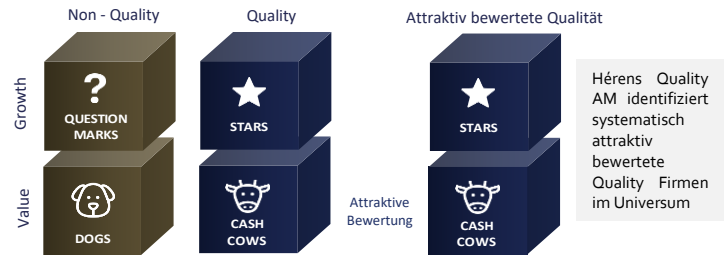 Non - Quality
Quality
Attraktiv bewertete Qualität
Growth
?
QUESTION
MARKS
STARS
STARS
Value
DOGS
CASH
COWS
Attraktive
Bewertung
CASH
COWS
Hérens Quality
AM identifiziert
systematisch
attraktiv
bewertete
Quality Firmen
im Universum